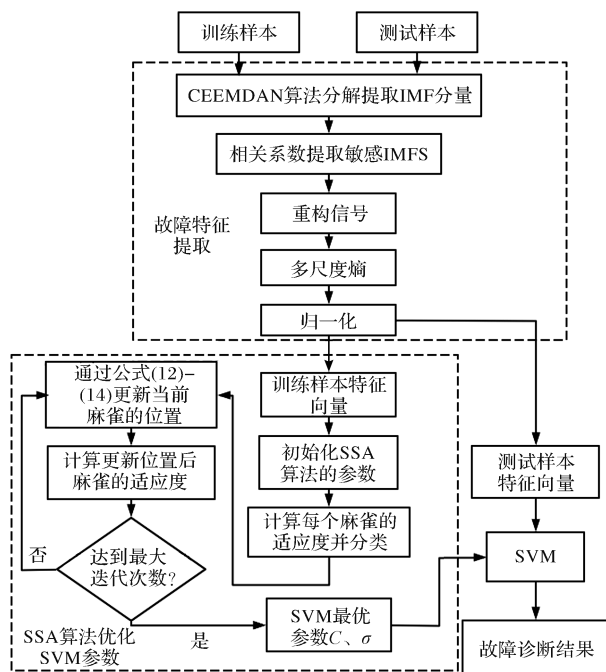 训练样本
测试样本
CEEMDAN算法分解提取IMF分量
相关系数提取敏感IMFS
重构信号
故障特征
提取
多尺度熵
归一化
通过公式(12)-
(14)更新当前
麻雀的位置
训练样本特征
向量
计算更新位置后
麻雀的适应度
初始化SSA
算法的参数
测试样本
特征向量
计算每个麻雀的
适应度并分类
否
达到最大
迭代次数?
SVM
是
SVM最优
参数C、σ
SSA算法优化
SVM参数
故障诊断结果